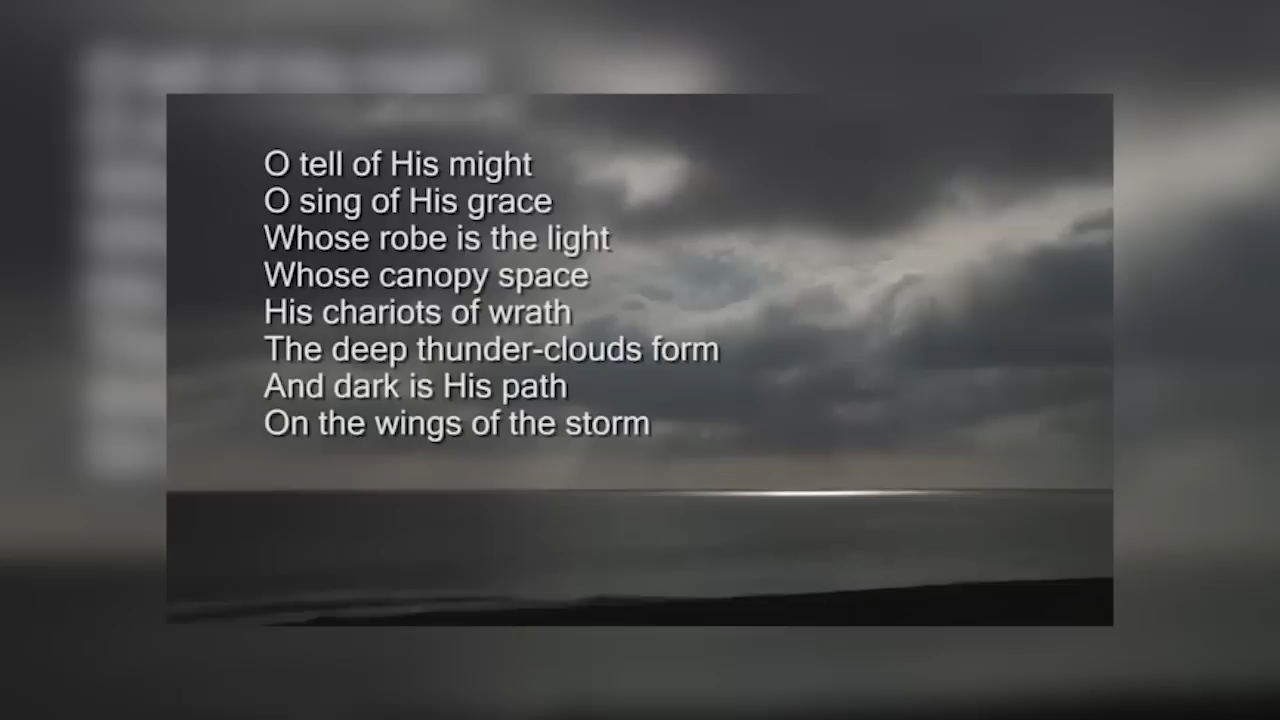 O tell of His might
O sing of His grace
Whose robe is the light
Whose canopy space
His chariots of wrath
The deep thunder-clouds form
And dark is His path
On the wings of the storm